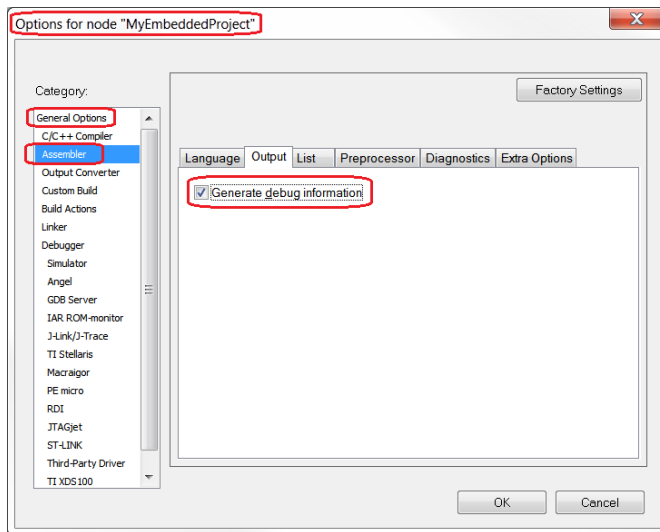 Options for node "MyEmbeddedProject"
Category:
Factory Settings
General Options
C/C++ Compiler
Assembler
Output Converter
Custom Build
Build Actions
Linker
Debugger
Simulator
Angel
GDB Server
IAR ROM-monitor
J-Link/J-Trace
TI Stellaris
Macraigor
PE micro
RDI
JTAGjet
ST-LINK
Third-Party Driver
TI XDS100
Language Output List Preprocessor Diagnostics Extra Options
Generate debug information
OK Cancel